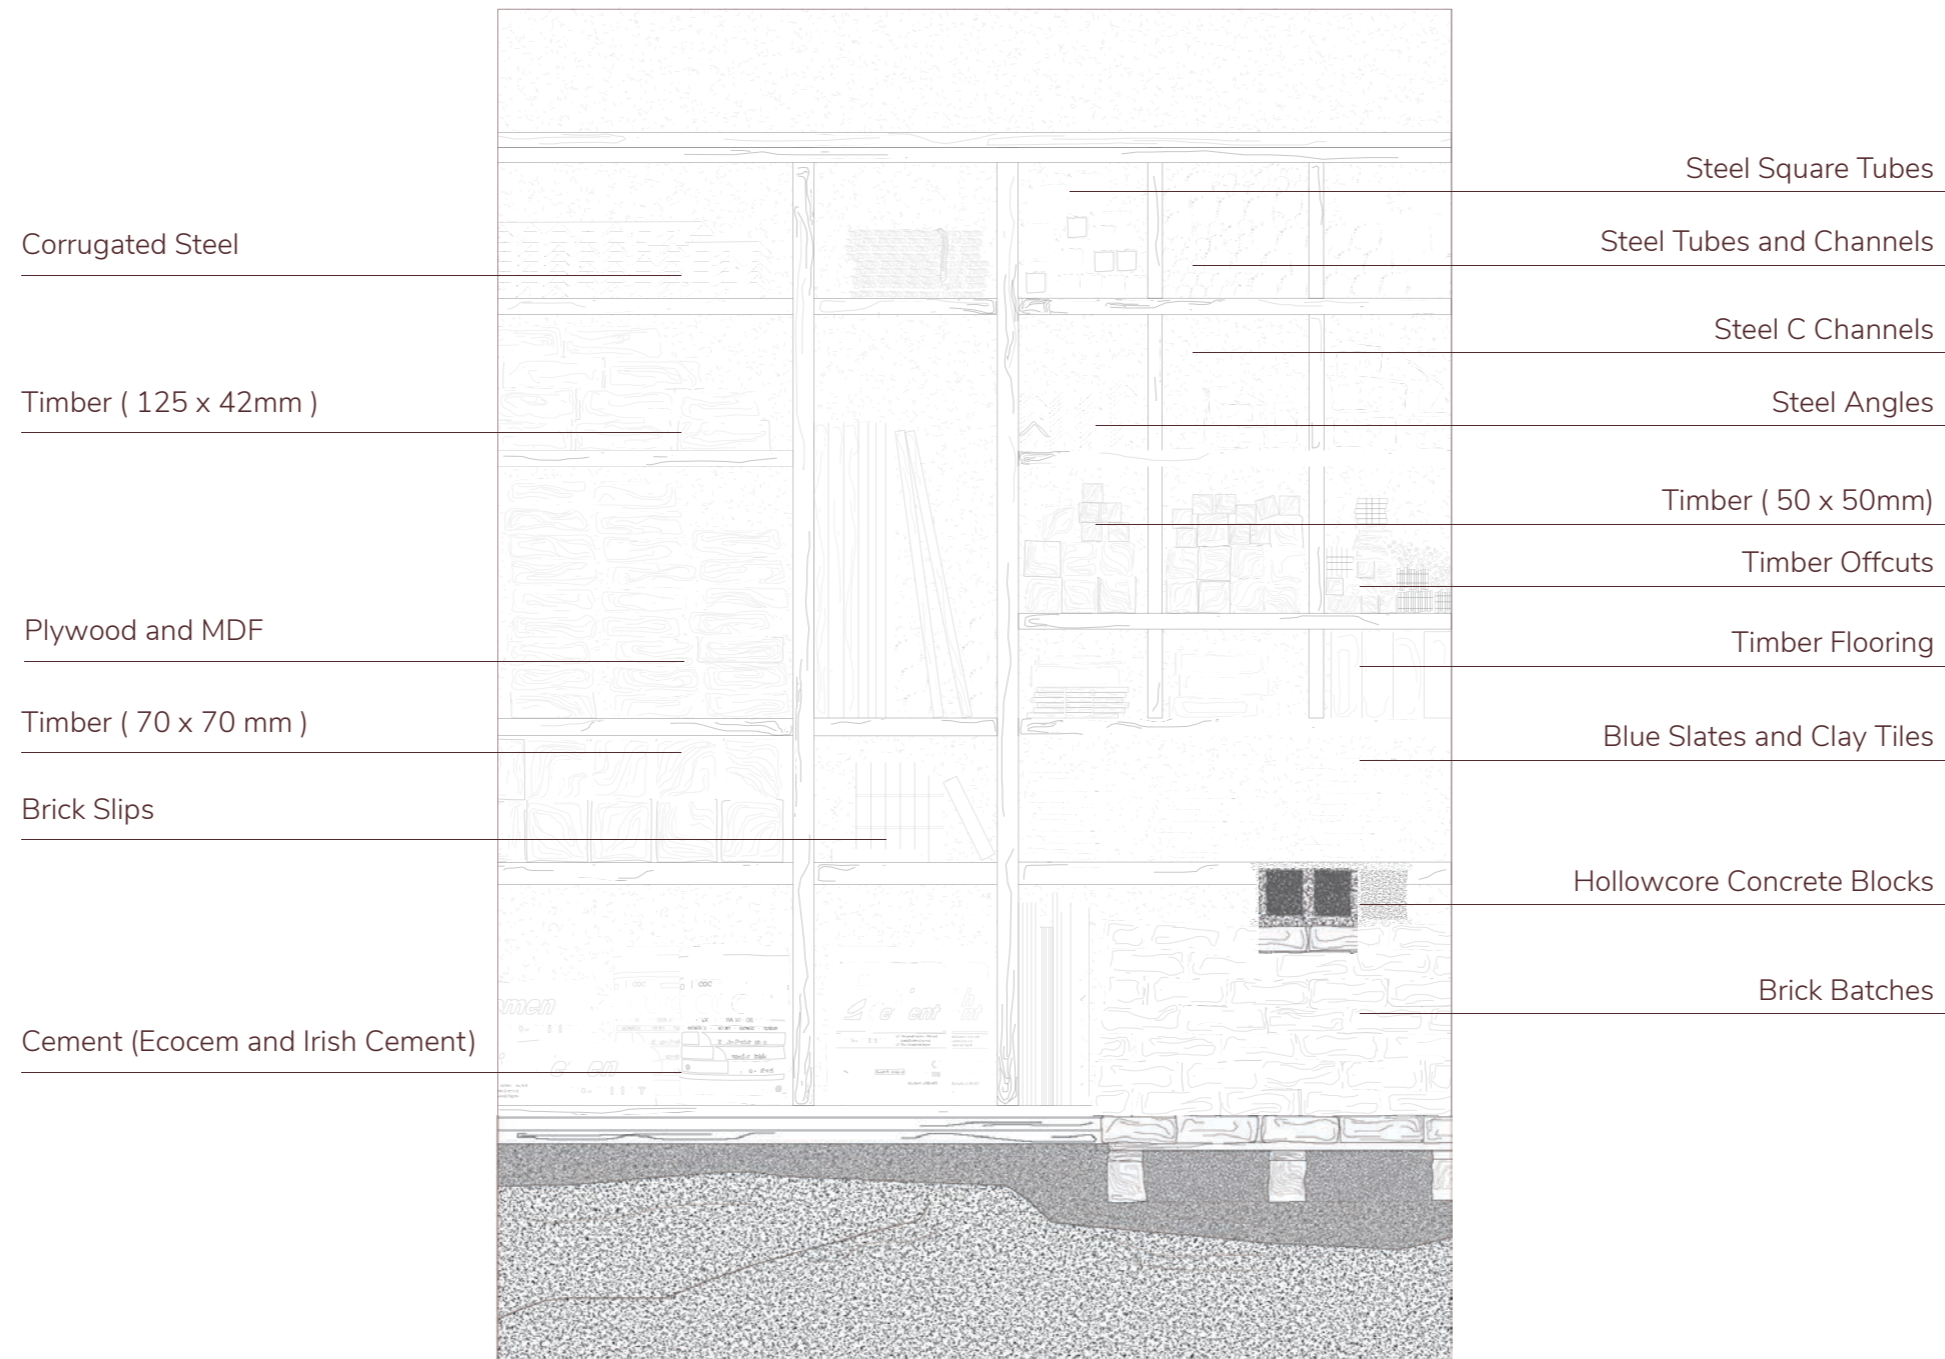 Steel Square Tubes
Steel Tubes and Channels
Corrugated Steel
Steel C Channels
Timber ( 125 x 42mm )
Steel Angles
Timber ( 50 x 50mm)
Timber Offcuts
Plywood and MDF
Timber Flooring
Timber ( 70 x 70 mm )
Blue Slates and Clay Tiles
Brick Slips
Hollowcore Concrete Blocks
Brick Batches
Cement (Ecocem and Irish Cement)